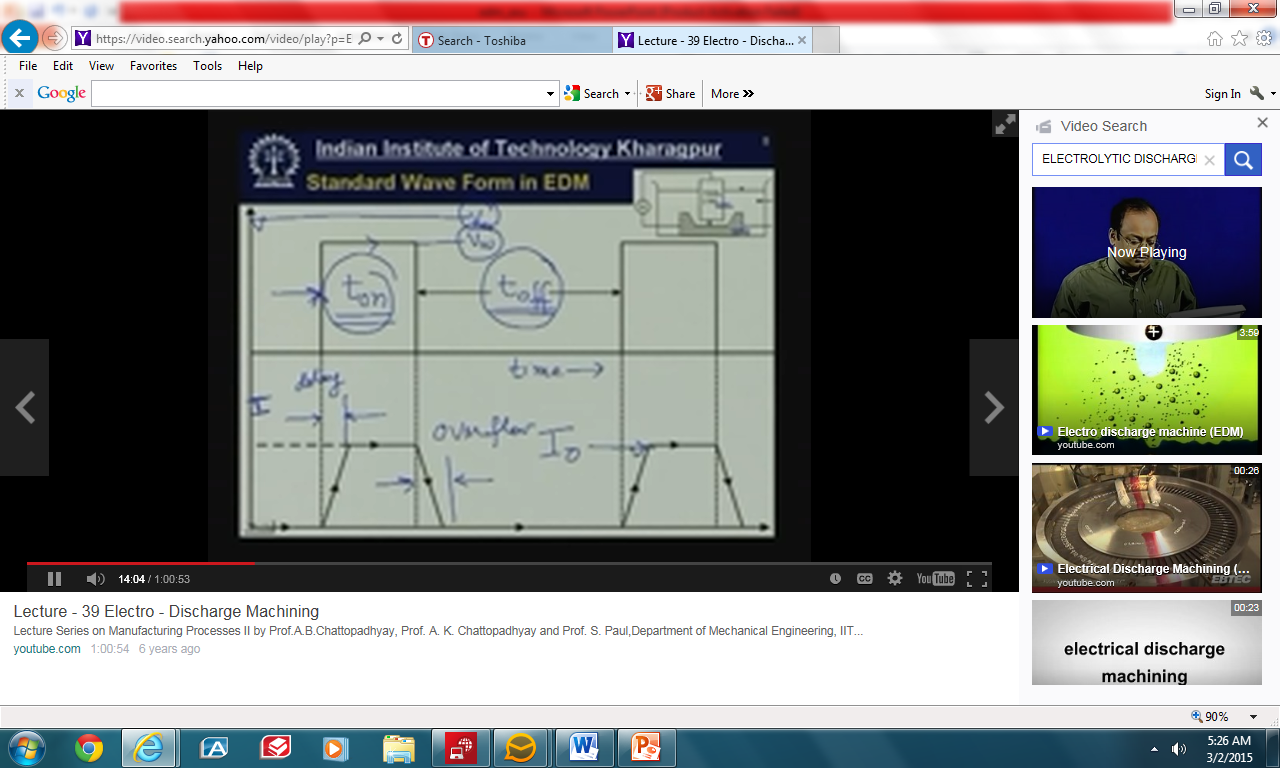 https://video.search.yahoo.com/video/play?p=E
Search - Toshiba
Lecture - 39 Electro - Discha...
File Edit View Favorites Tools Help
x Google Search Share More »
Sign In
Indian Institute of Technology Kharagpur
Standard Wave Form in EDM
ton
toff
time
delay
I
overflow
I0
Video Search
ELECTROLYTIC DISCHARG
Now Playing
3:59
Electro discharge machine (EDM)
youtube.com
00:26
Electrical Discharge Machining (...
youtube.com
EBTEC
00:23
electrical discharge
machining
14:04 / 1:00:53
CC
YouTube
Lecture - 39 Electro - Discharge Machining
Lecture Series on Manufacturing Processes II by Prof.A.B.Chattopadhyay, Prof. A. K. Chattopadhyay and Prof. S. Paul,Department of Mechanical Engineering, IIT...
youtube.com 1:00:54 6 years ago
90%
5:26 AM
3/2/2015